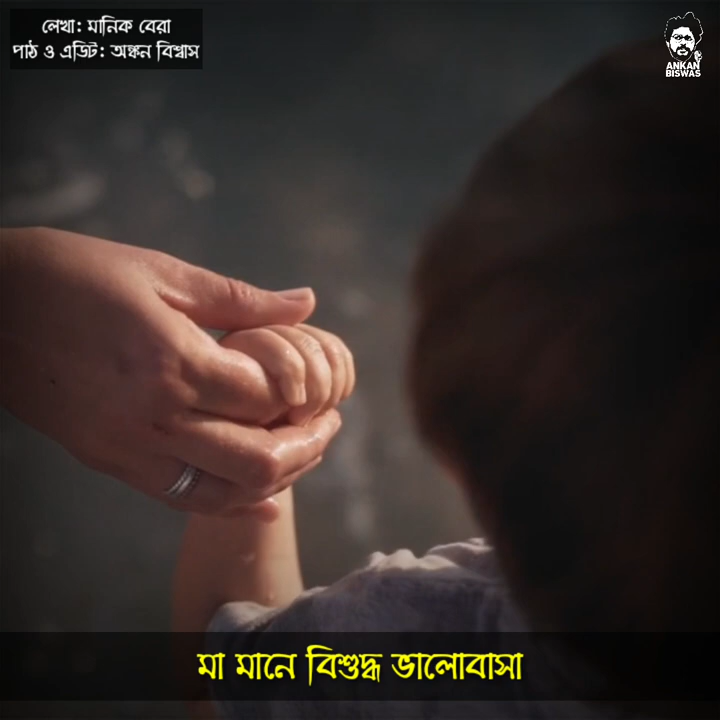 লেখা: মানিক বেরা
পাঠ ও এডিট: অঙ্কন বিশ্বাস
ANKAN
BISWAS
মা মানে বিশুদ্ধ ভালোবাসা